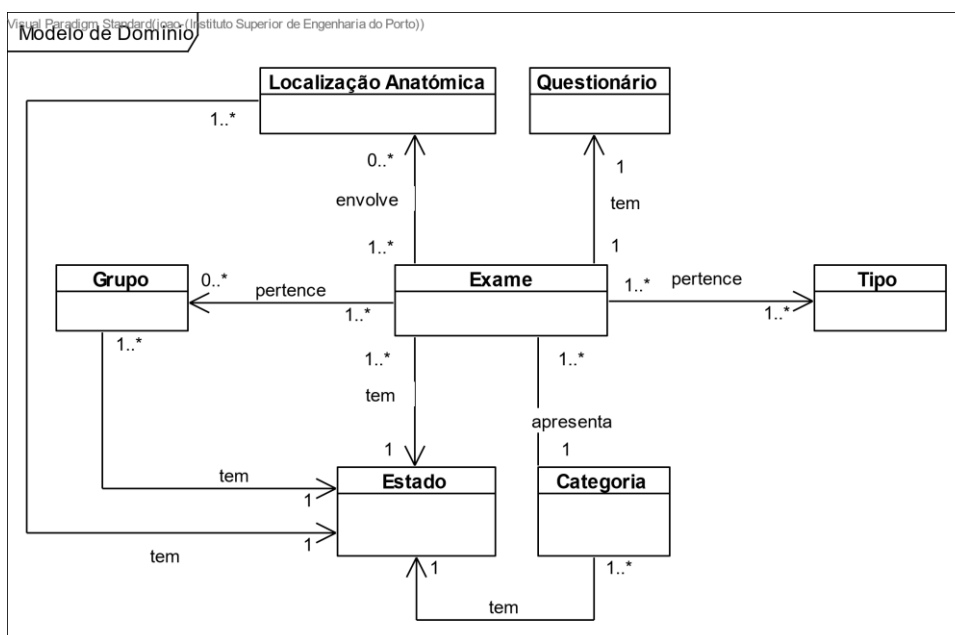 Visual Paradigm Standard(joao-(Instituto Superior de Engenharia do Porto))
Modelo de Domínio
Localização Anatómica
Questionário
1..*
0..*
1
envolve
tem
1..*
1
Grupo
0..*
pertence
Exame
1..*
pertence
Tipo
1..*
1..*
1..*
1..*
1..*
tem
apresenta
1
1
Estado
Categoria
tem
1
1
tem
1
1..*
tem